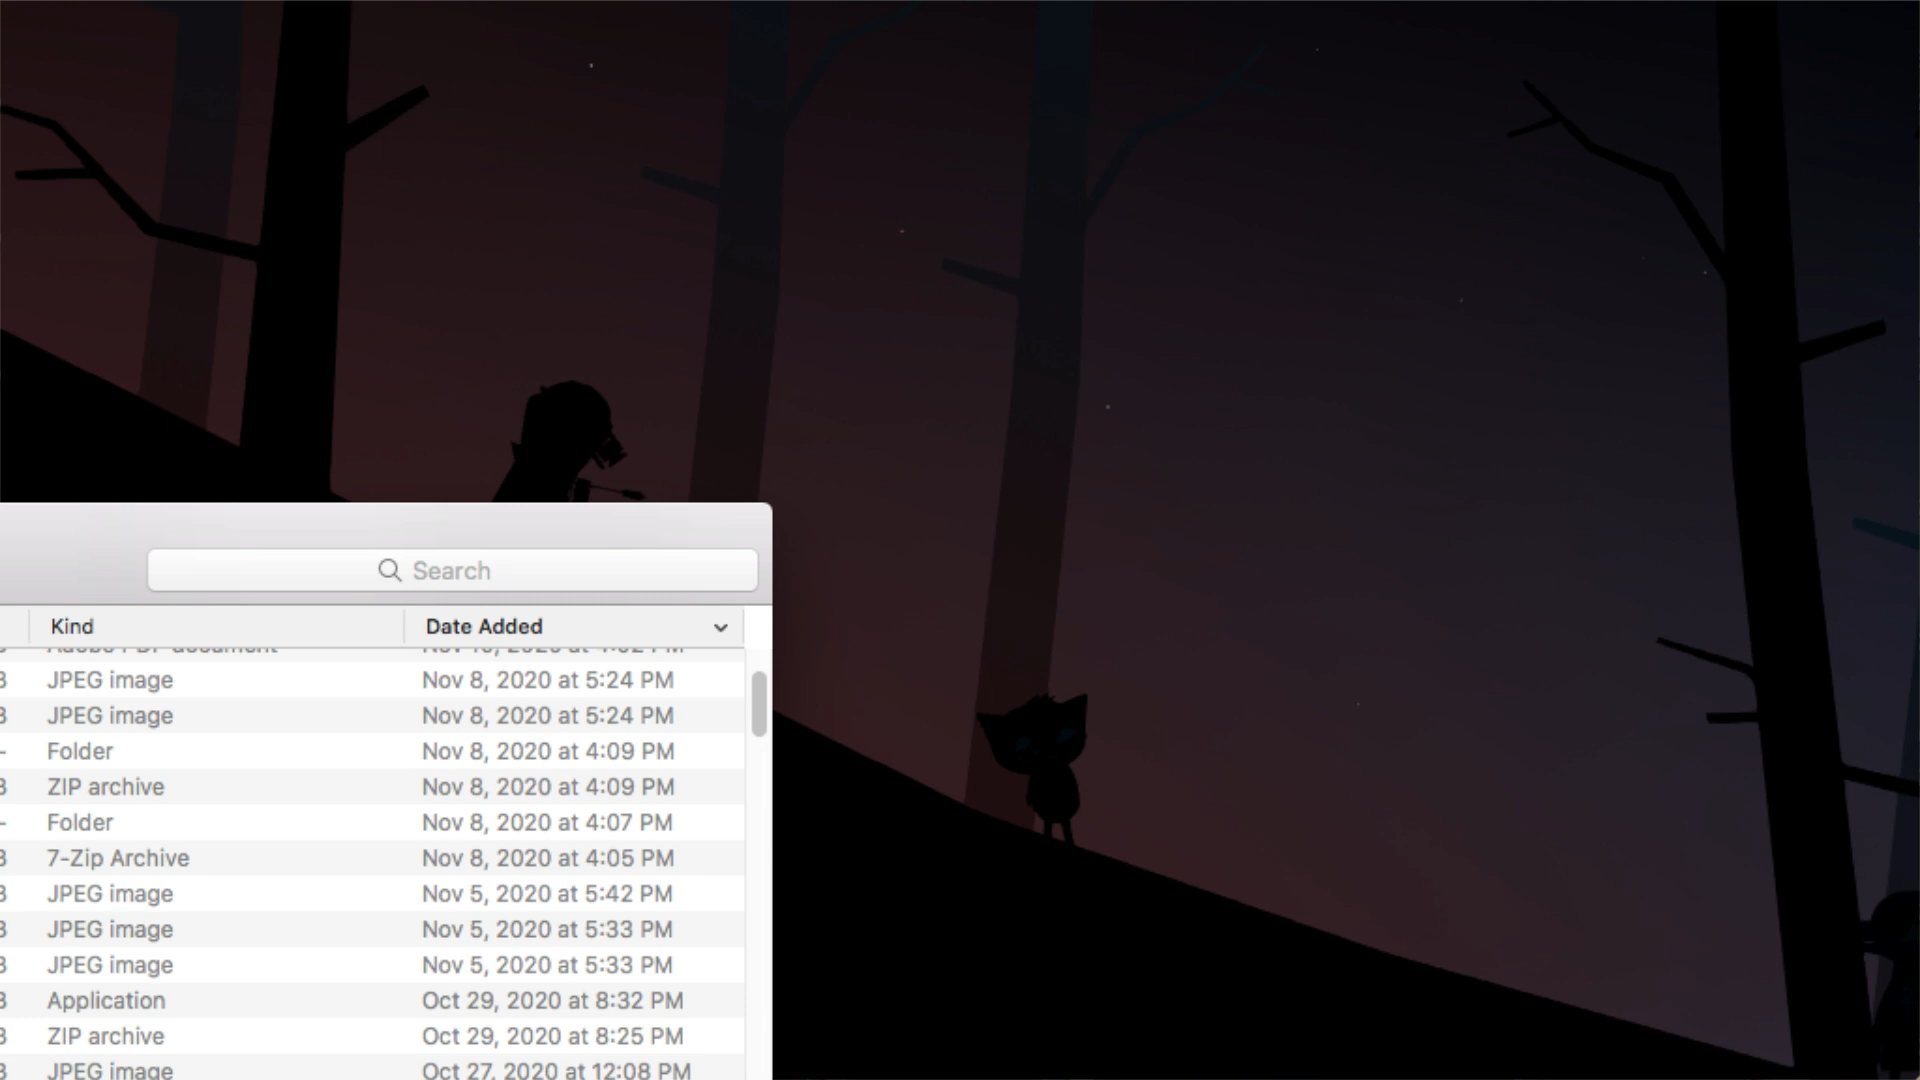 Search
Kind Date Added
Adobe PDF document
JPEG image Nov 8, 2020 at 5:24 PM
JPEG image Nov 8, 2020 at 5:24 PM
- Folder Nov 8, 2020 at 4:09 PM
ZIP archive Nov 8, 2020 at 4:09 PM
- Folder Nov 8, 2020 at 4:07 PM
7-Zip Archive Nov 8, 2020 at 4:05 PM
JPEG image Nov 5, 2020 at 5:42 PM
JPEG image Nov 5, 2020 at 5:33 PM
JPEG image Nov 5, 2020 at 5:33 PM
Application Oct 29, 2020 at 8:32 PM
ZIP archive Oct 29, 2020 at 8:25 PM
JPEG image Oct 27, 2020 at 12:08 PM